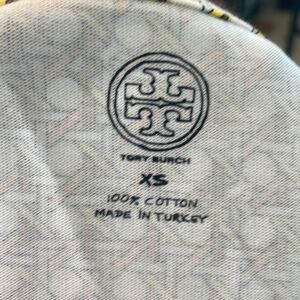 TORY BURCH
XS
100% COTTON
MADE IN TURKEY